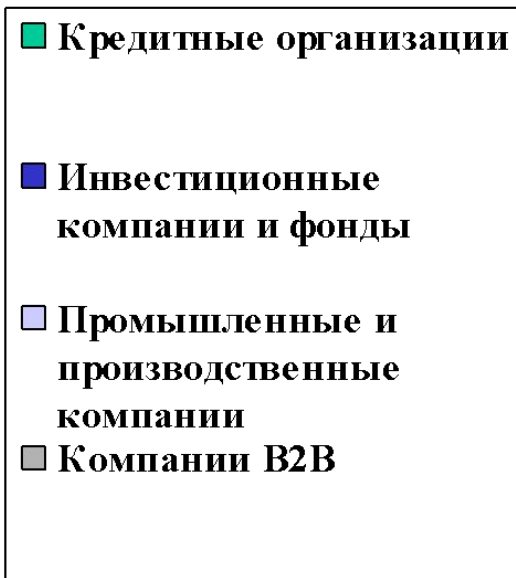 Кредитные организации
Инвестиционные
компании и фонды
Промышленные и
производственные
компании
Компании B2B